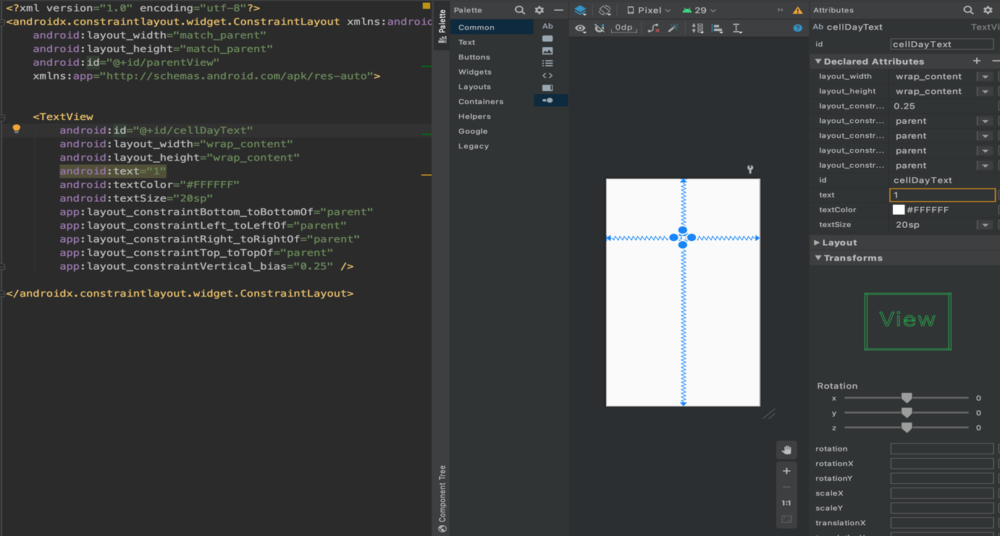 <?xml version="1.0" encoding="utf-8"?>
<androidx.constraintlayout.widget.ConstraintLayout xmlns:android
android:layout_width="match_parent"
android:layout_height="match_parent"
android:id="@+id/parentView"
xmlns:app="http://schemas.android.com/apk/res-auto">
<TextView
android:id="@+id/cellDayText"
android:layout_width="wrap_content"
android:layout_height="wrap_content"
android:text="1"
android:textColor="#FFFFFF"
android:textSize="20sp"
app:layout_constraintBottom_toBottomOf="parent"
app:layout_constraintLeft_toLeftOf="parent"
app:layout_constraintRight_toRightOf="parent"
app:layout_constraintTop_toTopOf="parent"
app:layout_constraintVertical_bias="0.25" />
</androidx.constraintlayout.widget.ConstraintLayout>
Palette
Component Tree
Palette
Common
Text
Buttons
Widgets
Layouts
Containers
Helpers
Google
Legacy
Ab
<>
Pixel
29
>>
0dp
?
1:1
Attributes
Ab cellDayText TextVi
id cellDayText
Declared Attributes
layout_width wrap_content
layout_height wrap_content
layout_constr... 0.25
layout_constr... parent
layout_constr... parent
layout_constr... parent
layout_constr... parent
id cellDayText
text 1
textColor #FFFFFF
textSize 20sp
Layout
Transforms
View
Rotation
x 0
y 0
z 0
rotation
rotationX
rotationY
scaleX
scaleY
translationX